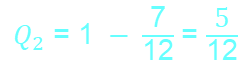 Q₂ = 1 − 7/12 = 5/12